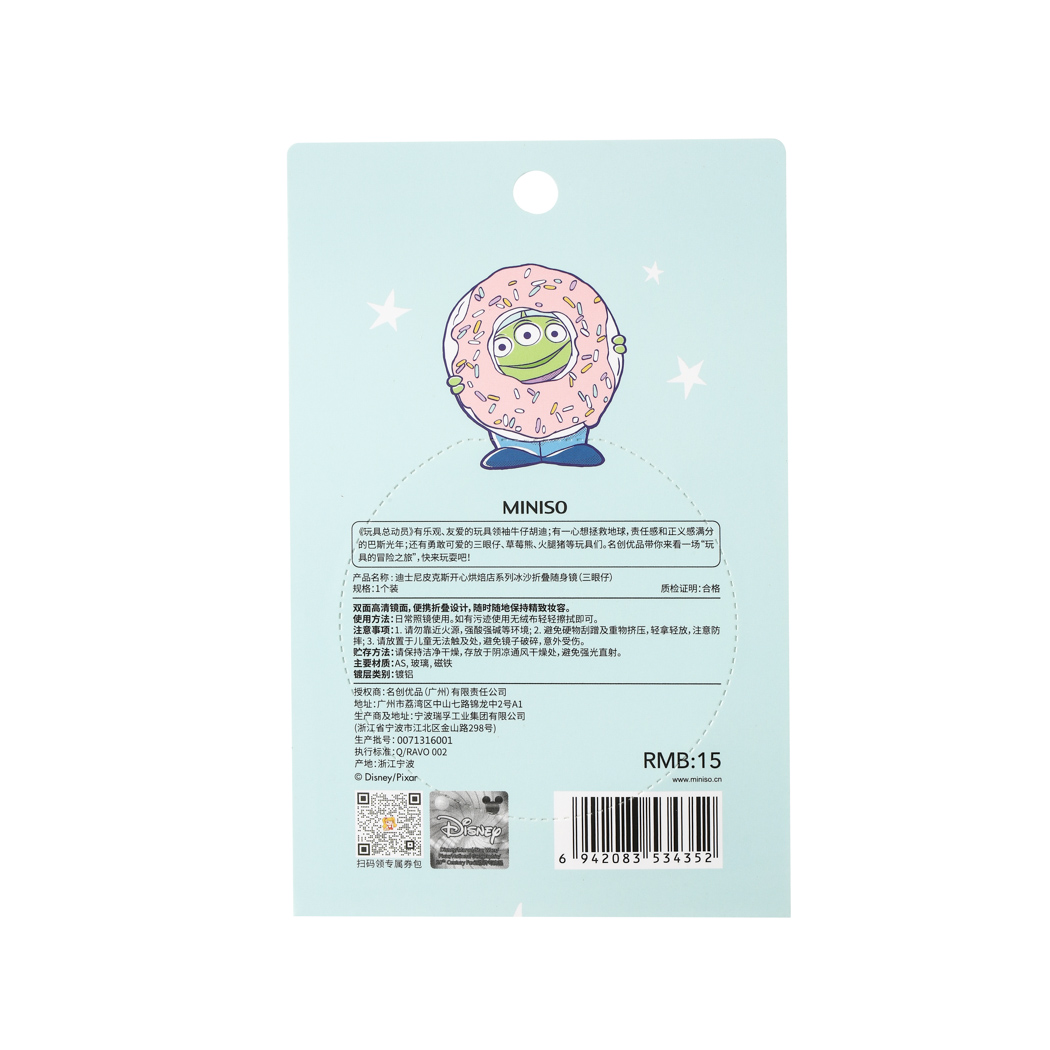 MINISO
《玩具总动员》有乐观、友爱的玩具领袖牛仔胡迪；有一心想拯救地球，责任感和正义感满分
的巴斯光年；还有勇敢可爱的三眼仔、草莓熊、火腿猪等玩具们。名创优品带你来看一场“玩
具的冒险之旅”，快来玩耍吧！
产品名称：迪士尼皮克斯开心烘焙店系列冰沙折叠随身镜（三眼仔）
规格：1个装 质检证明：合格
双面高清镜面，便携折叠设计，随时随地保持精致妆容。
使用方法：日常照镜使用。如有污迹使用无绒布轻轻擦拭即可。
注意事项：1. 请勿靠近火源，强酸强碱等环境；2. 避免硬物刮蹭及重物挤压，轻拿轻放，注意防
摔；3. 请放置于儿童无法触及处，避免镜子破碎，意外受伤。
贮存方法：请保持洁净干燥，存放于阴凉通风干燥处，避免强光直射。
主要材质：AS, 玻璃, 磁铁
镀层类别：镀铝
授权商：名创优品（广州）有限责任公司
地址：广州市荔湾区中山七路锦龙中2号A1
生产商及地址：宁波瑞孚工业集团有限公司
（浙江省宁波市江北区金山路298号）
生产批号：0071316001
执行标准：Q/RAVO 002
产地：浙江宁波
RMB:15
© Disney/Pixar
www.miniso.cn
Disney
扫码领专属券包
6 942083 534352